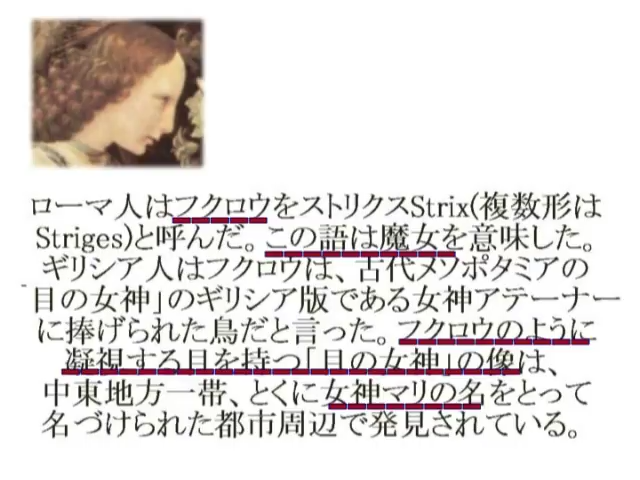 ローマ人はフクロウをストリクスStrix(複数形は
Striges)と呼んだ。この語は魔女を意味した。
ギリシア人はフクロウは、古代メソポタミアの
目の女神」のギリシア版である女神アテーナー
に捧げられた鳥だと言った。フクロウのように
凝視する目を持つ「目の女神」の像は、
中東地方一帯、とくに女神マリの名をとって
名づけられた都市周辺で発見されている。